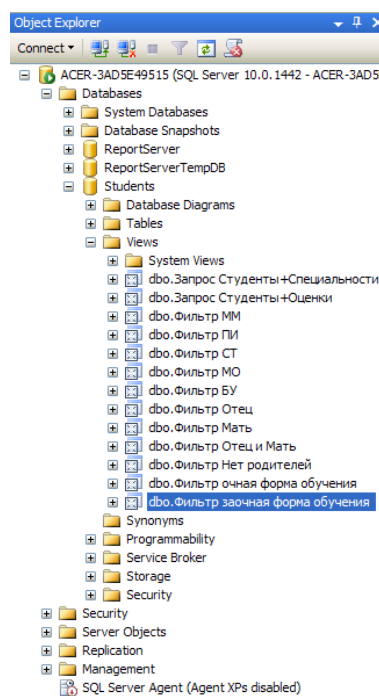 Object Explorer
Connect
ACER-3AD5E49515 (SQL Server 10.0.1442 - ACER-3AD5
Databases
System Databases
Database Snapshots
ReportServer
ReportServerTempDB
Students
Database Diagrams
Tables
Views
System Views
dbo.Запрос Студенты+Специальности
dbo.Запрос Студенты+Оценки
dbo.Фильтр ММ
dbo.Фильтр ПИ
dbo.Фильтр СТ
dbo.Фильтр МО
dbo.Фильтр БУ
dbo.Фильтр Отец
dbo.Фильтр Мать
dbo.Фильтр Отец и Мать
dbo.Фильтр Нет родителей
dbo.Фильтр очная форма обучения
dbo.Фильтр заочная форма обучения
Synonyms
Programmability
Service Broker
Storage
Security
Security
Server Objects
Replication
Management
SQL Server Agent (Agent XPs disabled)